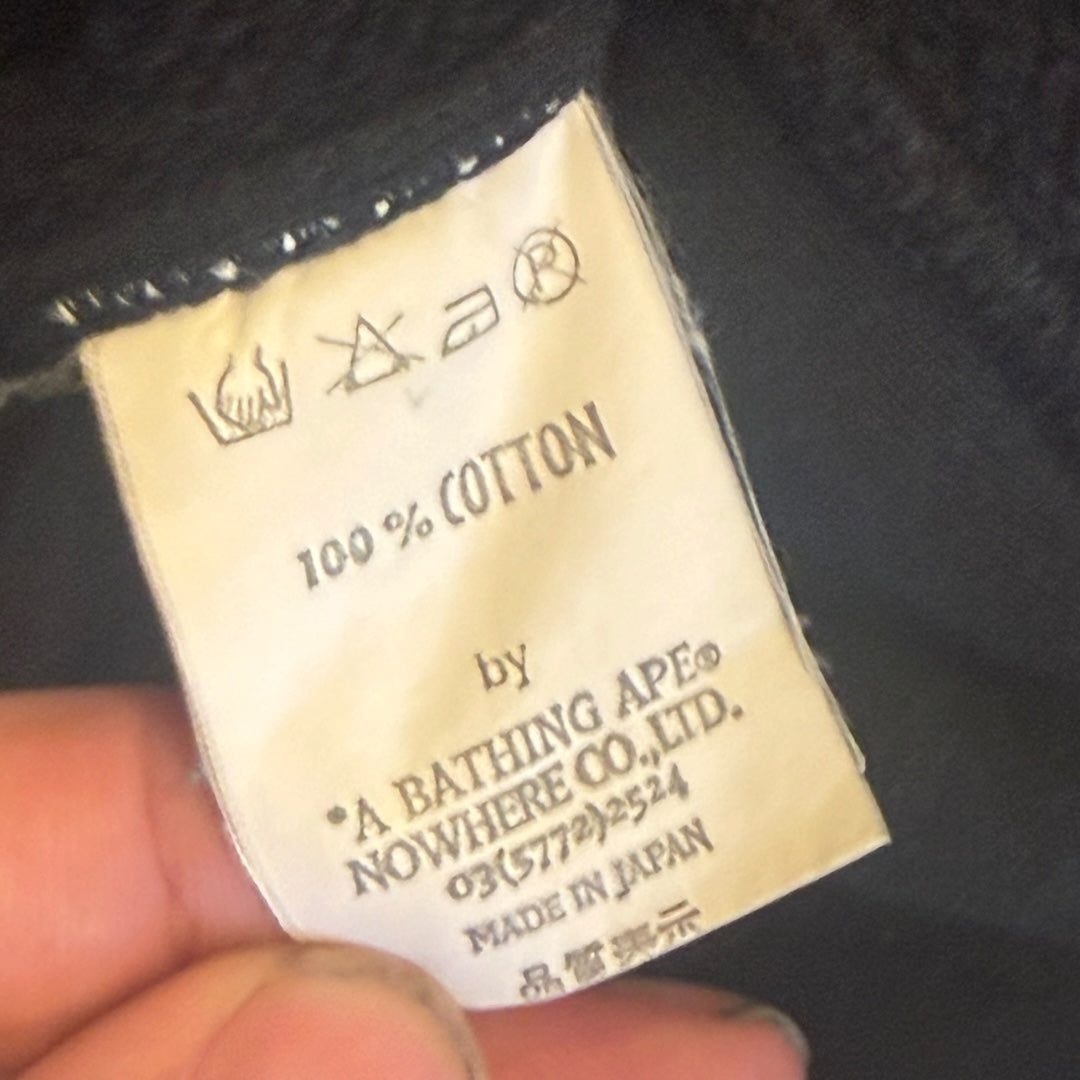 100% COTTON
by
*A BATHING APE®
NOWHERE CO.,LTD.
03(5772)2524
MADE IN JAPAN
品質表示